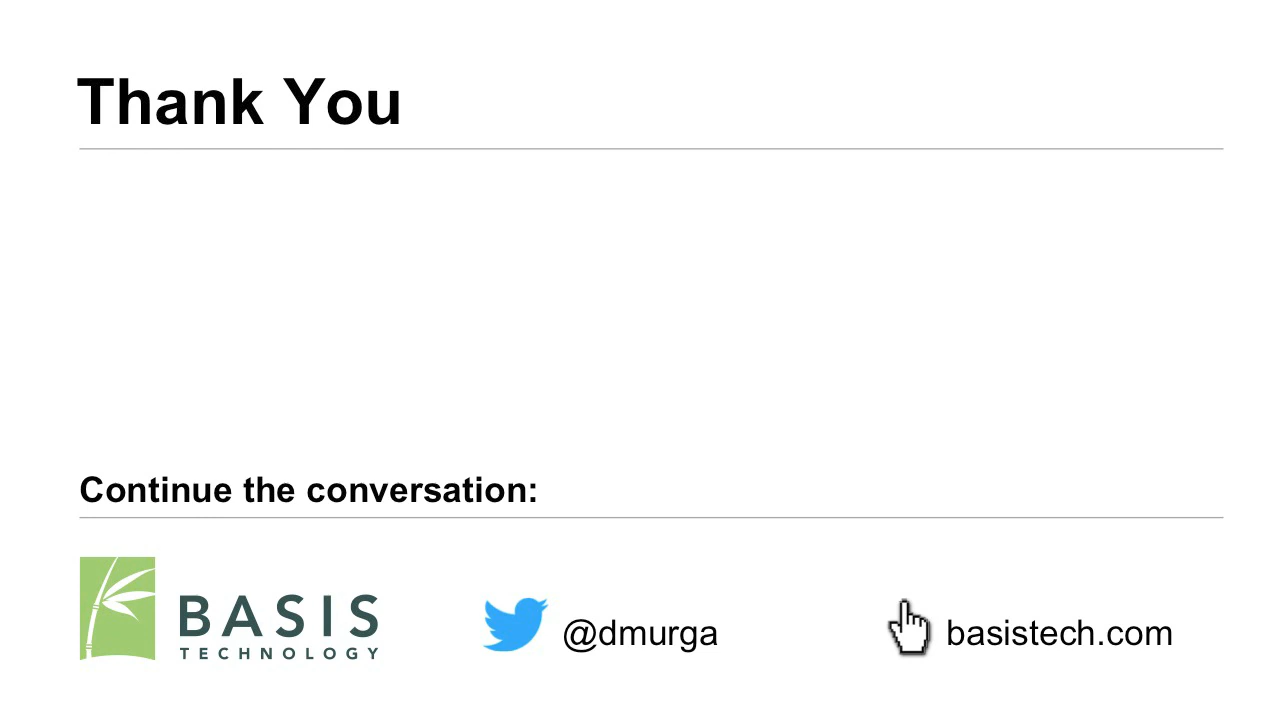 Thank You
Continue the conversation:
BASIS
TECHNOLOGY
@dmurga
basistech.com